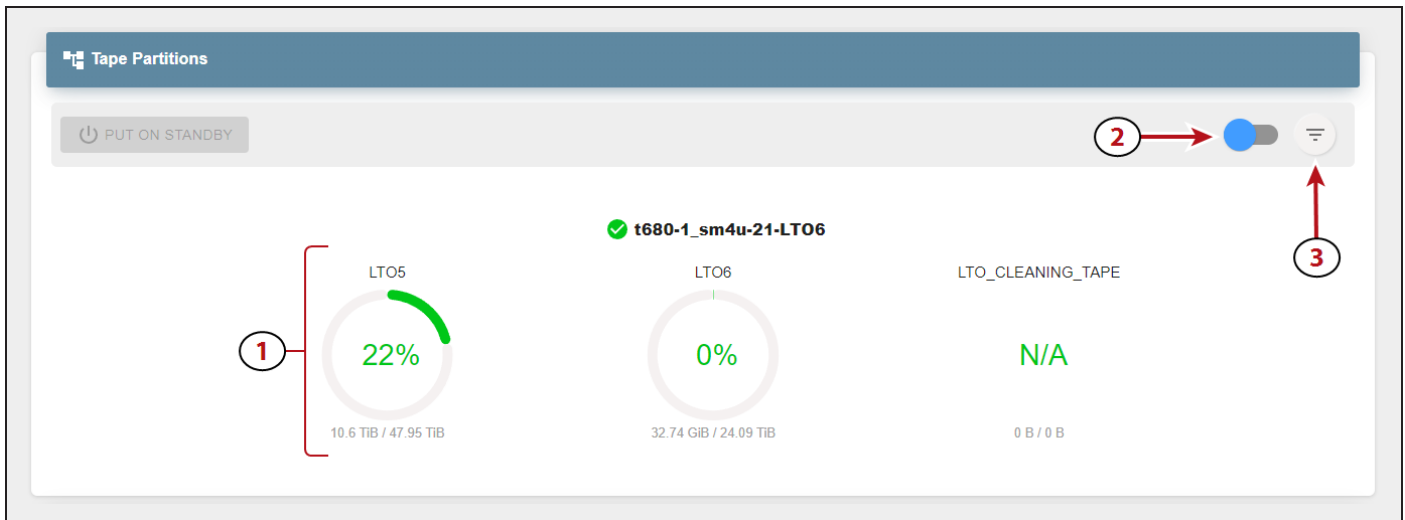 Tape Partitions
PUT ON STANDBY
2
3
t680-1_sm4u-21-LTO6
LTO5 LTO6 LTO_CLEANING_TAPE
1
22% 0% N/A
10.6 TiB / 47.95 TiB 32.74 GiB / 24.09 TiB 0 B / 0 B